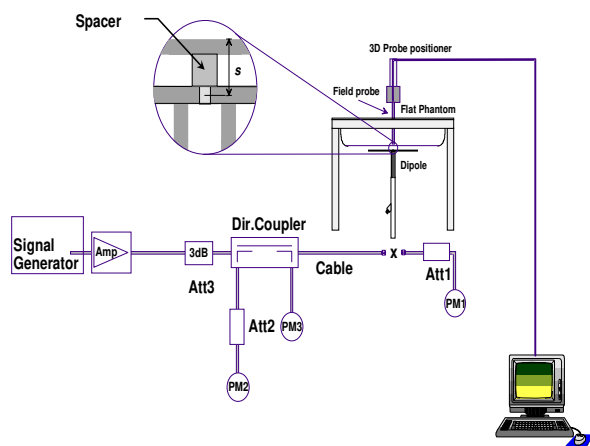 Spacer
s
3D Probe positioner
Field probe
Flat Phantom
Dipole
Signal
Generator
Amp
3dB
Att3
Dir.Coupler
Att2
PM3
PM2
Cable
x
Att1
PM1